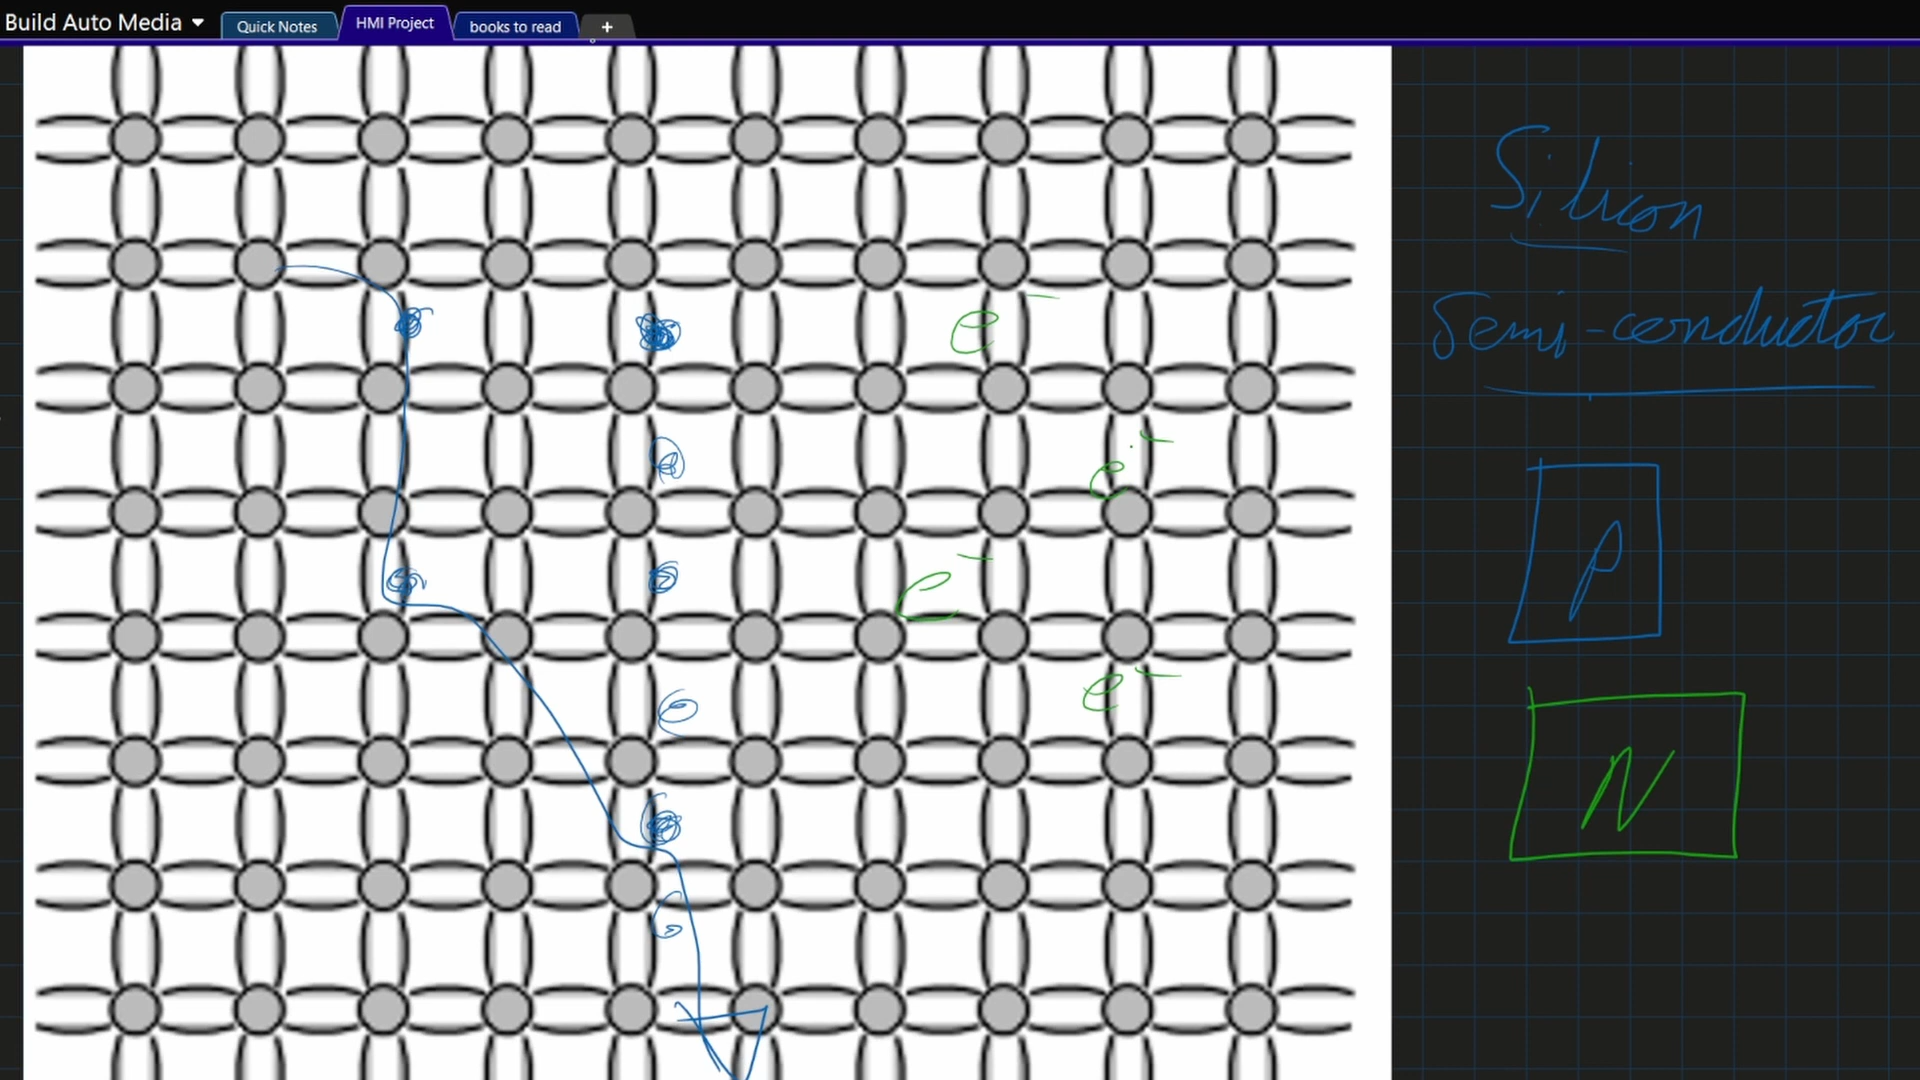 Build Auto Media
Quick Notes
HMI Project
books to read
+
Silicon
Semi-conductor
e-
e-
P
e-
e-
N